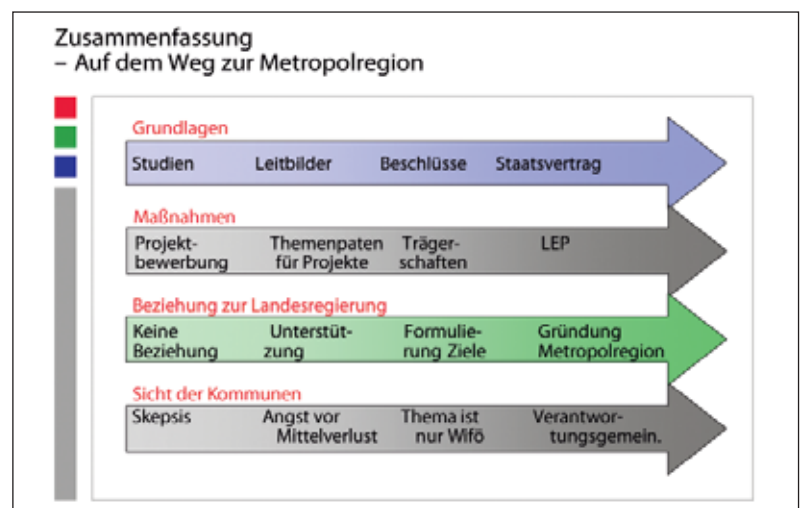 Zusammenfassung
– Auf dem Weg zur Metropolregion
Grundlagen
Studien Leitbilder Beschlüsse Staatsvertrag
Maßnahmen
Projekt- Themenpaten Träger- LEP
bewerbung für Projekte schaften
Beziehung zur Landesregierung
Keine Unterstüt- Formulie- Gründung
Beziehung zung rung Ziele Metropolregion
Sicht der Kommunen
Skepsis Angst vor Thema ist Verantwor-
Mittelverlust nur Wifö tungsgemein.